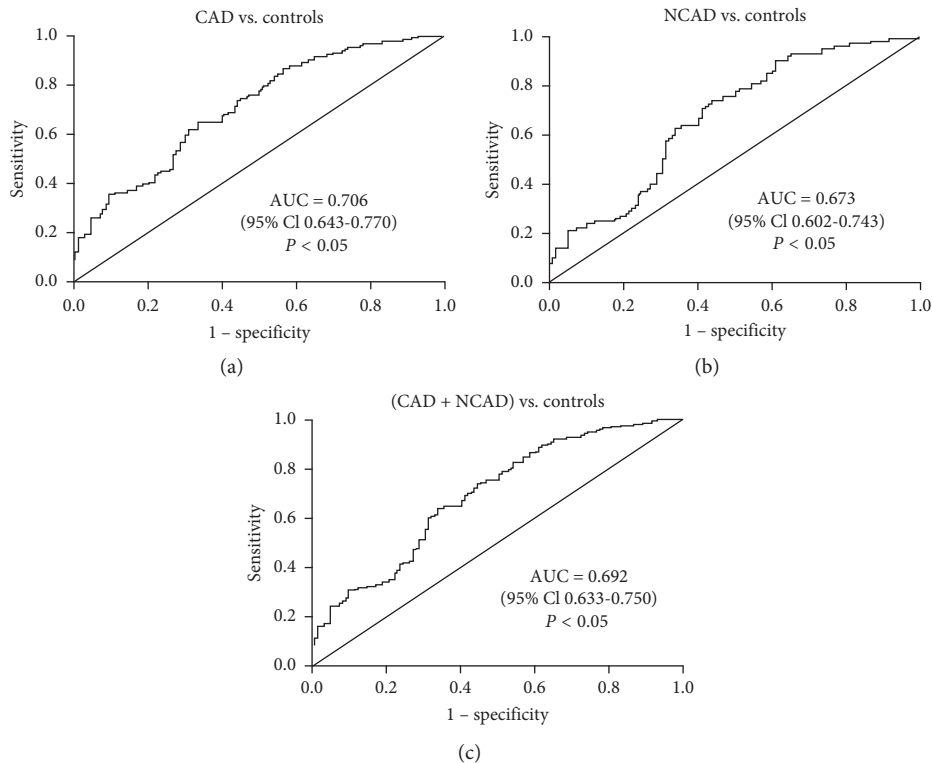 CAD vs. controls
1.0
0.8
0.6
0.4
0.2
0.0
Sensitivity
AUC = 0.706
(95% Cl 0.643-0.770)
P < 0.05
0.0 0.2 0.4 0.6 0.8 1.0
1 – specificity
(a)
NCAD vs. controls
1.0
0.8
0.6
0.4
0.2
0.0
Sensitivity
AUC = 0.673
(95% Cl 0.602-0.743)
P < 0.05
0.0 0.2 0.4 0.6 0.8 1.0
1 – specificity
(b)
(CAD + NCAD) vs. controls
1.0
0.8
0.6
0.4
0.2
0.0
Sensitivity
AUC = 0.692
(95% Cl 0.633-0.750)
P < 0.05
0.0 0.2 0.4 0.6 0.8 1.0
1 – specificity
(c)